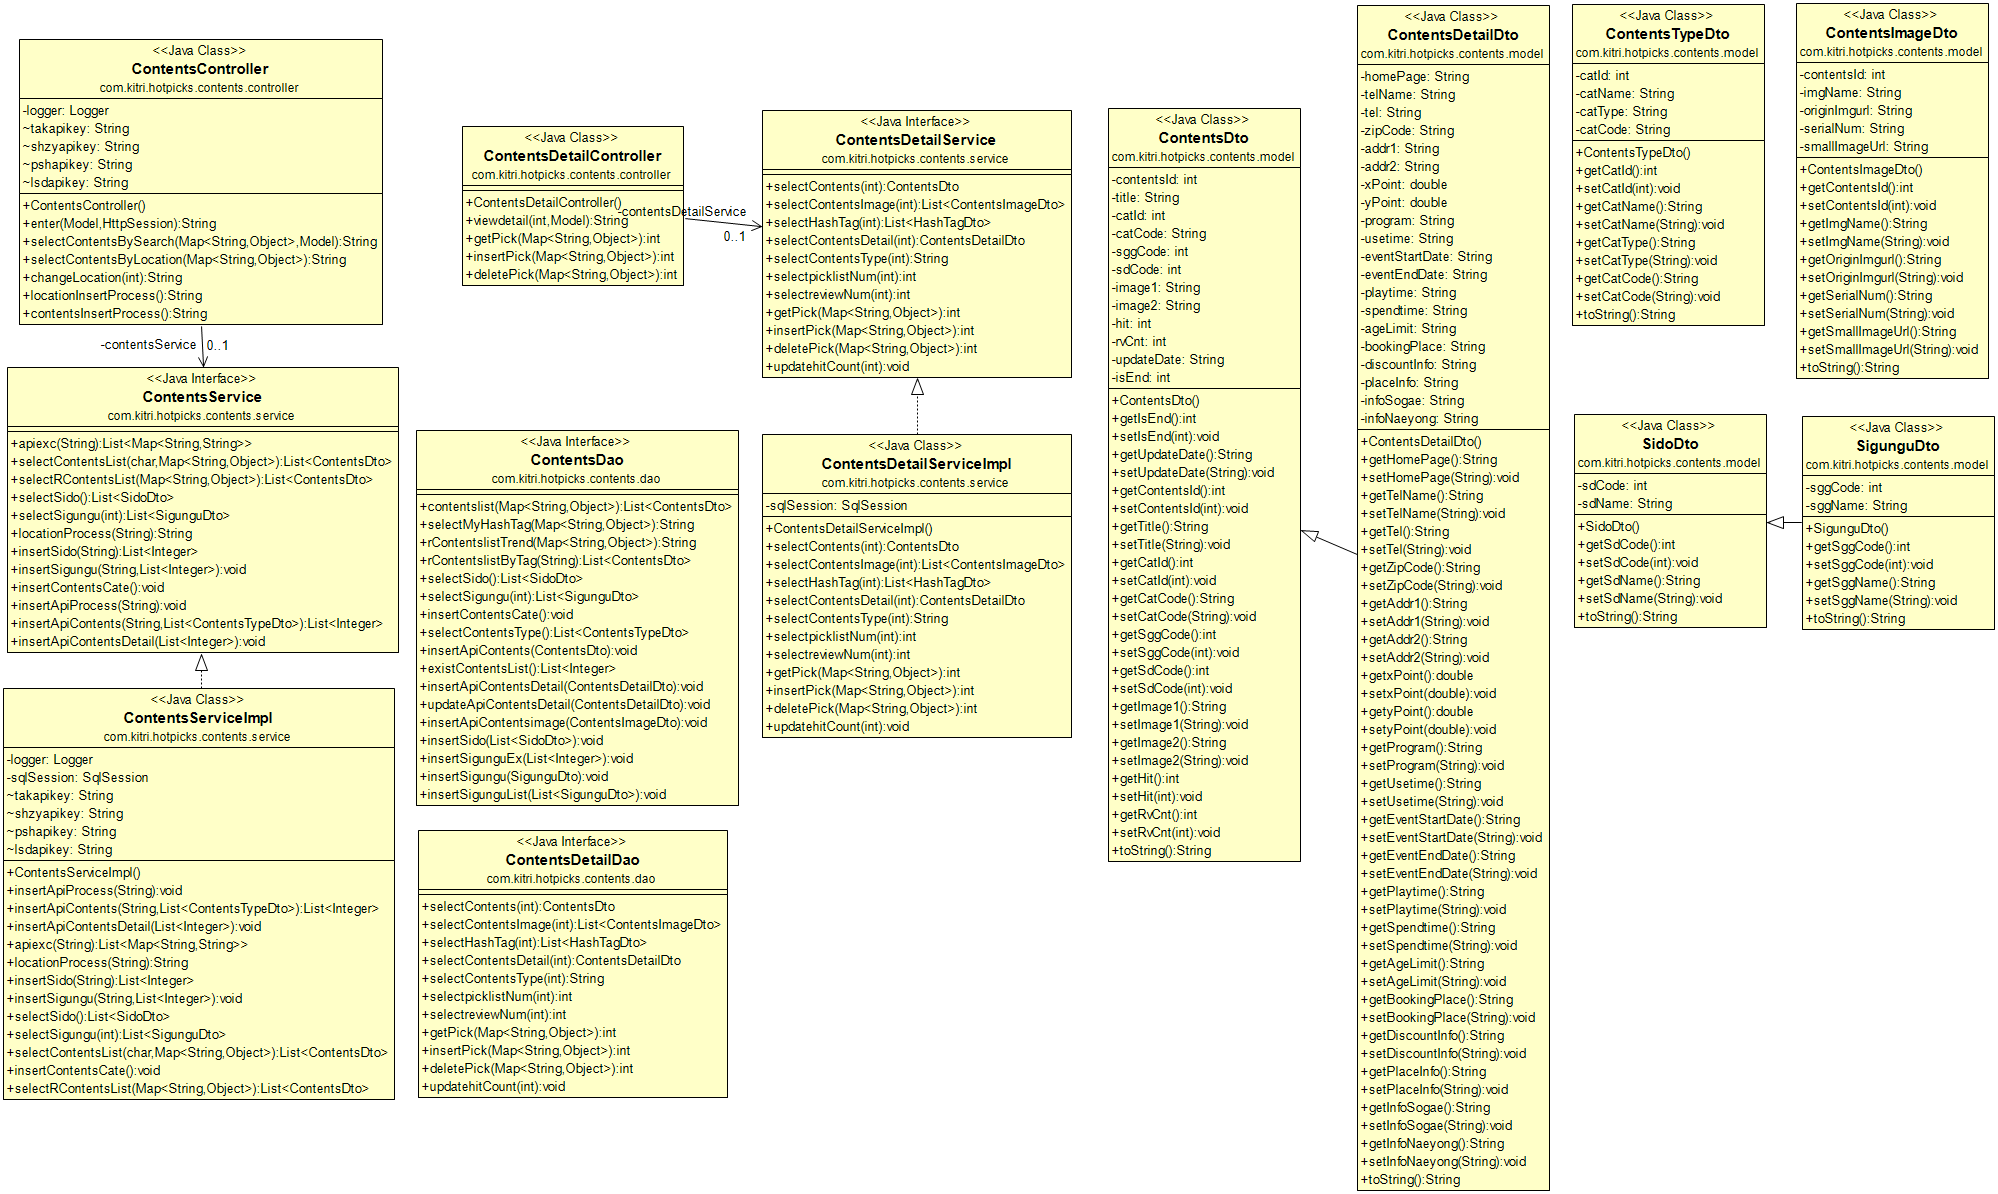 <<Java Class>>
ContentsController
com.kitri.hotpicks.contents.controller
-logger: Logger
~takapikey: String
~shzyapikey: String
~pshapikey: String
~lsdapikey: String
+ContentsController()
+enter(Model,HttpSession):String
+selectContentsBySearch(Map<String,Object>,Model):String
+selectContentsByLocation(Map<String,Object>):String
+changeLocation(int):String
+locationInsertProcess():String
+contentsInsertProcess():String
-contentsService
0..1
<<Java Interface>>
ContentsService
com.kitri.hotpicks.contents.service
+apiexc(String):List<Map<String,String>>
+selectContentsList(char,Map<String,Object>):List<ContentsDto>
+selectRContentsList(Map<String,Object>):List<ContentsDto>
+selectSido():List<SidoDto>
+selectSigungu(int):List<SigunguDto>
+locationProcess(String):String
+insertSido(String):List<Integer>
+insertSigungu(String,List<Integer>):void
+insertContentsCate():void
+insertApiProcess(String):void
+insertApiContents(String,List<ContentsTypeDto>):List<Integer>
+insertApiContentsDetail(List<Integer>):void
<<Java Class>>
ContentsServiceImpl
com.kitri.hotpicks.contents.service
-logger: Logger
-sqlSession: SqlSession
~takapikey: String
~shzyapikey: String
~pshapikey: String
~lsdapikey: String
+ContentsServiceImpl()
+insertApiProcess(String):void
+insertApiContents(String,List<ContentsTypeDto>):List<Integer>
+insertApiContentsDetail(List<Integer>):void
+apiexc(String):List<Map<String,String>>
+locationProcess(String):String
+insertSido(String):List<Integer>
+insertSigungu(String,List<Integer>):void
+selectSido():List<SidoDto>
+selectSigungu(int):List<SigunguDto>
+selectContentsList(char,Map<String,Object>):List<ContentsDto>
+insertContentsCate():void
+selectRContentsList(Map<String,Object>):List<ContentsDto>
<<Java Class>>
ContentsDetailController
com.kitri.hotpicks.contents.controller
+ContentsDetailController()
+viewdetail(int,Model):String
+getPick(Map<String,Object>):int
+insertPick(Map<String,Object>):int
+deletePick(Map<String,Object>):int
-contentsDetailService
0..1
<<Java Interface>>
ContentsDao
com.kitri.hotpicks.contents.dao
+contentslist(Map<String,Object>):List<ContentsDto>
+selectMyHashTag(Map<String,Object>):String
+rContentslistTrend(Map<String,Object>):String
+rContentslistByTag(String):List<ContentsDto>
+selectSido():List<SidoDto>
+selectSigungu(int):List<SigunguDto>
+insertContentsCate():void
+selectContentsType():List<ContentsTypeDto>
+insertApiContents(ContentsDto):void
+existContentsList():List<Integer>
+insertApiContentsDetail(ContentsDetailDto):void
+updateApiContentsDetail(ContentsDetailDto):void
+insertApiContentsimage(ContentsImageDto):void
+insertSido(List<SidoDto>):void
+insertSigunguEx(List<Integer>):void
+insertSigungu(SigunguDto):void
+insertSigunguList(List<SigunguDto>):void
<<Java Interface>>
ContentsDetailDao
com.kitri.hotpicks.contents.dao
+selectContents(int):ContentsDto
+selectContentsImage(int):List<ContentsImageDto>
+selectHashTag(int):List<HashTagDto>
+selectContentsDetail(int):ContentsDetailDto
+selectContentsType(int):String
+selectpicklistNum(int):int
+selectreviewNum(int):int
+getPick(Map<String,Object>):int
+insertPick(Map<String,Object>):int
+deletePick(Map<String,Object>):int
+updatehitCount(int):void
<<Java Interface>>
ContentsDetailService
com.kitri.hotpicks.contents.service
+selectContents(int):ContentsDto
+selectContentsImage(int):List<ContentsImageDto>
+selectHashTag(int):List<HashTagDto>
+selectContentsDetail(int):ContentsDetailDto
+selectContentsType(int):String
+selectpicklistNum(int):int
+selectreviewNum(int):int
+getPick(Map<String,Object>):int
+insertPick(Map<String,Object>):int
+deletePick(Map<String,Object>):int
+updatehitCount(int):void
<<Java Class>>
ContentsDetailServiceImpl
com.kitri.hotpicks.contents.service
-sqlSession: SqlSession
+ContentsDetailServiceImpl()
+selectContents(int):ContentsDto
+selectContentsImage(int):List<ContentsImageDto>
+selectHashTag(int):List<HashTagDto>
+selectContentsDetail(int):ContentsDetailDto
+selectContentsType(int):String
+selectpicklistNum(int):int
+selectreviewNum(int):int
+getPick(Map<String,Object>):int
+insertPick(Map<String,Object>):int
+deletePick(Map<String,Object>):int
+updatehitCount(int):void
<<Java Class>>
ContentsDto
com.kitri.hotpicks.contents.model
-contentsId: int
-title: String
-catId: int
-catCode: String
-sggCode: int
-sdCode: int
-image1: String
-image2: String
-hit: int
-rvCnt: int
-updateDate: String
-isEnd: int
+ContentsDto()
+getIsEnd():int
+setIsEnd(int):void
+getUpdateDate():String
+setUpdateDate(String):void
+getContentsId():int
+setContentsId(int):void
+getTitle():String
+setTitle(String):void
+getCatId():int
+setCatId(int):void
+getCatCode():String
+setCatCode(String):void
+getSggCode():int
+setSggCode(int):void
+getSdCode():int
+setSdCode(int):void
+getImage1():String
+setImage1(String):void
+getImage2():String
+setImage2(String):void
+getHit():int
+setHit(int):void
+getRvCnt():int
+setRvCnt(int):void
+toString():String
<<Java Class>>
ContentsDetailDto
com.kitri.hotpicks.contents.model
-homePage: String
-telName: String
-tel: String
-zipCode: String
-addr1: String
-addr2: String
-xPoint: double
-yPoint: double
-program: String
-usetime: String
-eventStartDate: String
-eventEndDate: String
-playtime: String
-spendtime: String
-ageLimit: String
-bookingPlace: String
-discountInfo: String
-placeInfo: String
-infoSogae: String
-infoNaeyong: String
+ContentsDetailDto()
+getHomePage():String
+setHomePage(String):void
+getTelName():String
+setTelName(String):void
+getTel():String
+setTel(String):void
+getZipCode():String
+setZipCode(String):void
+getAddr1():String
+setAddr1(String):void
+getAddr2():String
+setAddr2(String):void
+getxPoint():double
+setxPoint(double):void
+getyPoint():double
+setyPoint(double):void
+getProgram():String
+setProgram(String):void
+getUsetime():String
+setUsetime(String):void
+getEventStartDate():String
+setEventStartDate(String):void
+getEventEndDate():String
+setEventEndDate(String):void
+getPlaytime():String
+setPlaytime(String):void
+getSpendtime():String
+setSpendtime(String):void
+getAgeLimit():String
+setAgeLimit(String):void
+getBookingPlace():String
+setBookingPlace(String):void
+getDiscountInfo():String
+setDiscountInfo(String):void
+getPlaceInfo():String
+setPlaceInfo(String):void
+getInfoSogae():String
+setInfoSogae(String):void
+getInfoNaeyong():String
+setInfoNaeyong(String):void
+toString():String
<<Java Class>>
ContentsTypeDto
com.kitri.hotpicks.contents.model
-catId: int
-catName: String
-catType: String
-catCode: String
+ContentsTypeDto()
+getCatId():int
+setCatId(int):void
+getCatName():String
+setCatName(String):void
+getCatType():String
+setCatType(String):void
+getCatCode():String
+setCatCode(String):void
+toString():String
<<Java Class>>
ContentsImageDto
com.kitri.hotpicks.contents.model
-contentsId: int
-imgName: String
-originImgurl: String
-serialNum: String
-smallImageUrl: String
+ContentsImageDto()
+getContentsId():int
+setContentsId(int):void
+getImgName():String
+setImgName(String):void
+getOriginImgurl():String
+setOriginImgurl(String):void
+getSerialNum():String
+setSerialNum(String):void
+getSmallImageUrl():String
+setSmallImageUrl(String):void
+toString():String
<<Java Class>>
SidoDto
com.kitri.hotpicks.contents.model
-sdCode: int
-sdName: String
+SidoDto()
+getSdCode():int
+setSdCode(int):void
+getSdName():String
+setSdName(String):void
+toString():String
<<Java Class>>
SigunguDto
com.kitri.hotpicks.contents.model
-sggCode: int
-sggName: String
+SigunguDto()
+getSggCode():int
+setSggCode(int):void
+getSggName():String
+setSggName(String):void
+toString():String